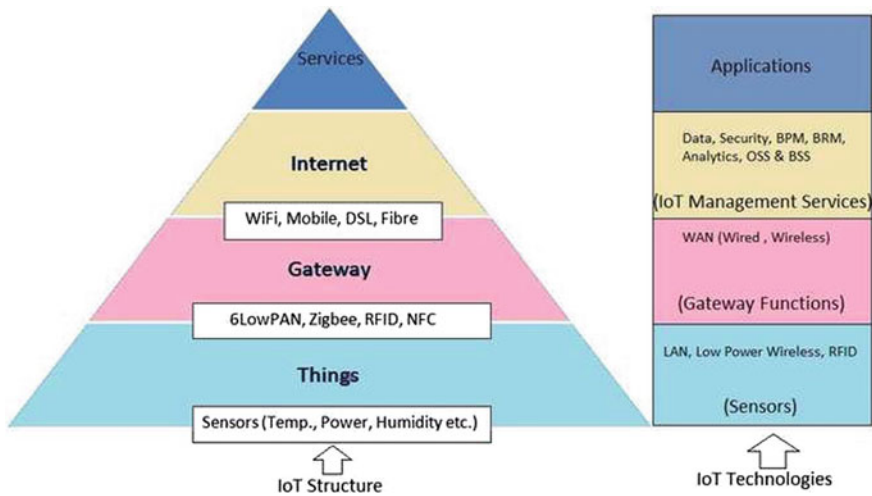 Services
Internet
WiFi, Mobile, DSL, Fibre
Gateway
6LowPAN, Zigbee, RFID, NFC
Things
Sensors (Temp., Power, Humidity etc.)
IoT Structure
Applications
Data, Security, BPM, BRM,
Analytics, OSS & BSS
(IoT Management Services)
WAN (Wired , Wireless)
(Gateway Functions)
LAN, Low Power Wireless, RFID
(Sensors)
IoT Technologies